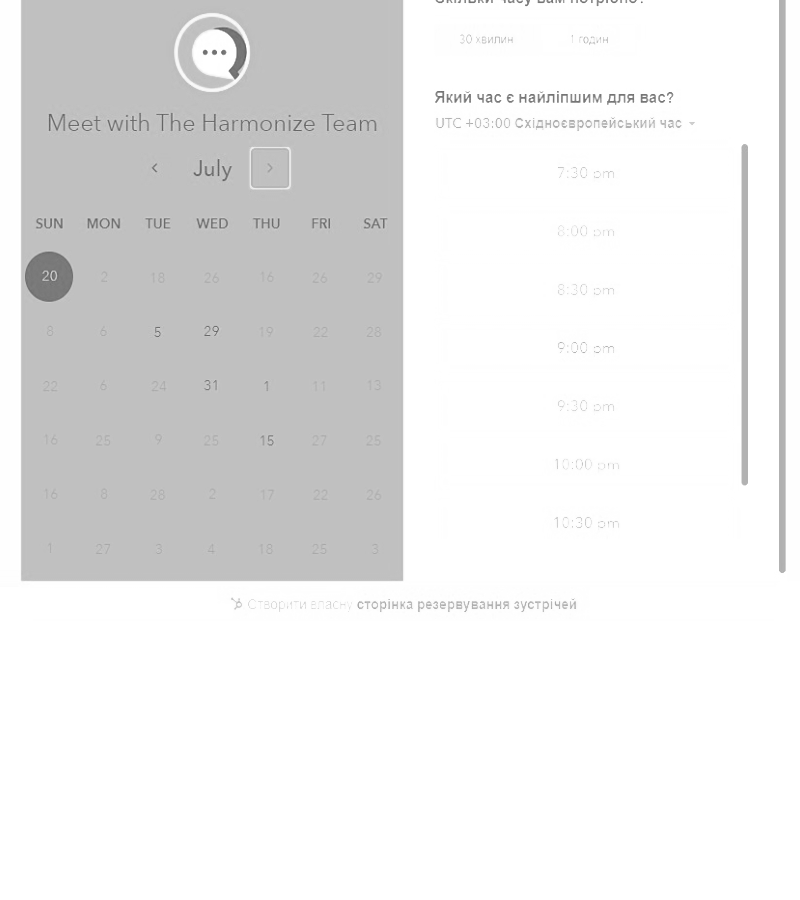 Скільки часу вам потрібно?
30 хвилин 1 годин
Meet with The Harmonize Team
July
SUN MON TUE WED THU FRI SAT
20 2 18 26 16 26 29
8 6 5 29 19 22 28
22 6 24 31 1 11 13
16 25 9 25 15 27 25
16 8 28 2 17 22 26
1 27 3 4 18 25 3
Який час є найліпшим для вас?
UTC +03:00 Східноєвропейський час
7:30 pm
8:00 pm
8:30 pm
9:00 pm
9:30 pm
10:00 pm
10:30 pm
Створити власну сторінка резервування зустрічей